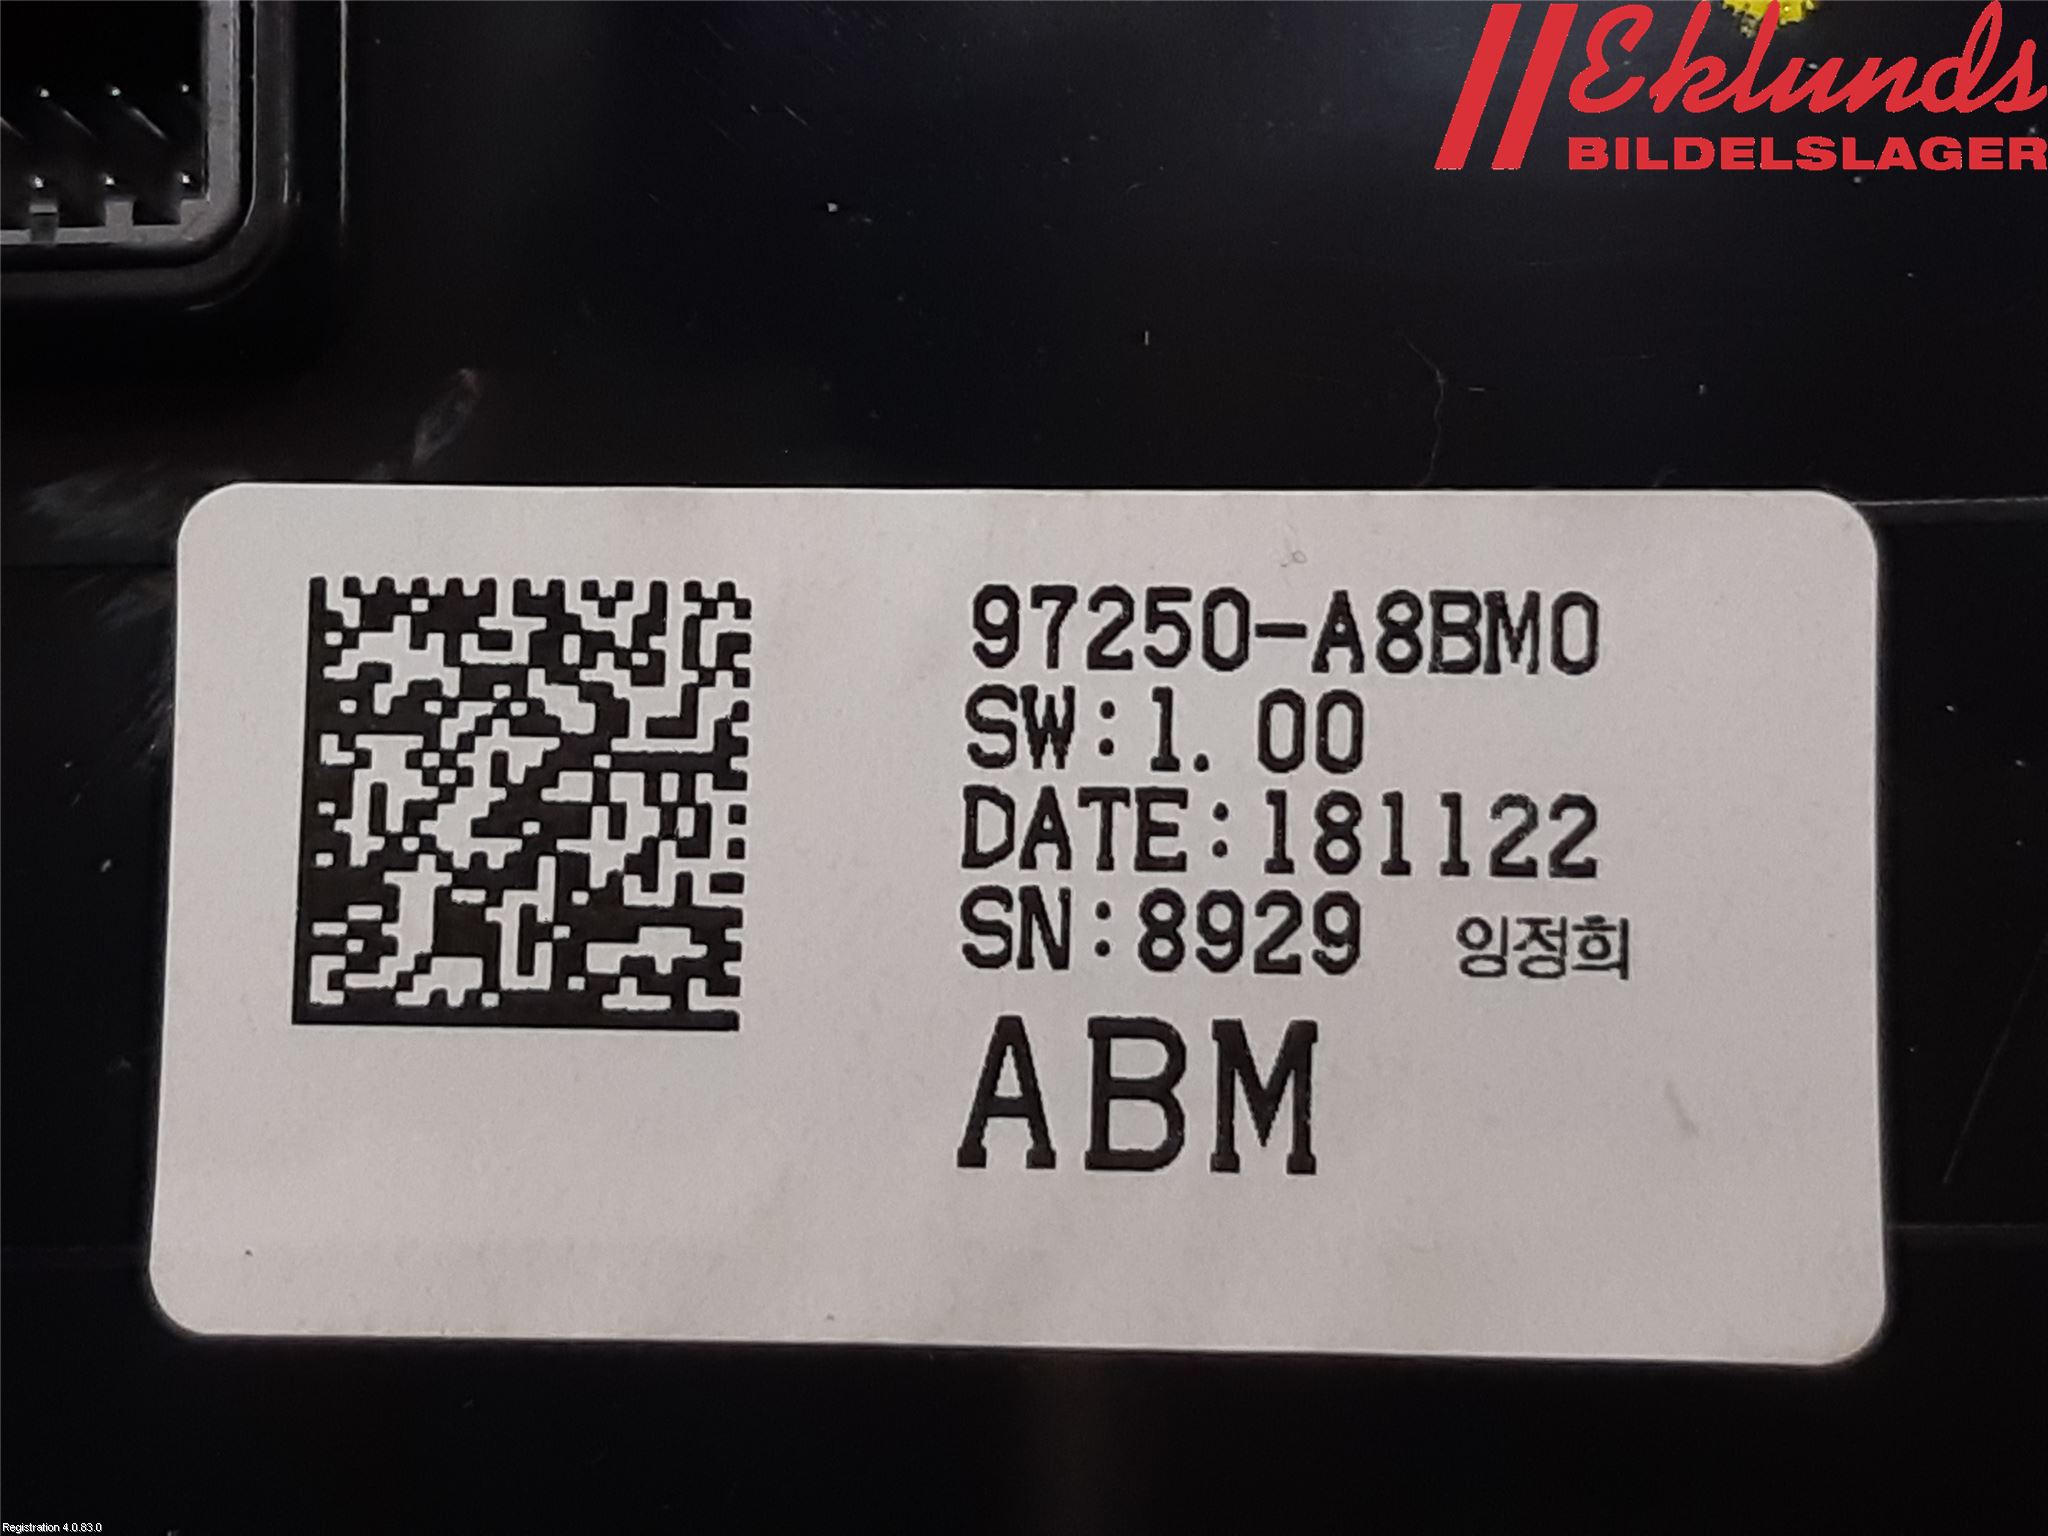 Eklunds
BILDELSLAGER
97250-A8BM0
SW:1.00
DATE:181122
SN:8929 임정희
ABM
Registration 4.0.83.0